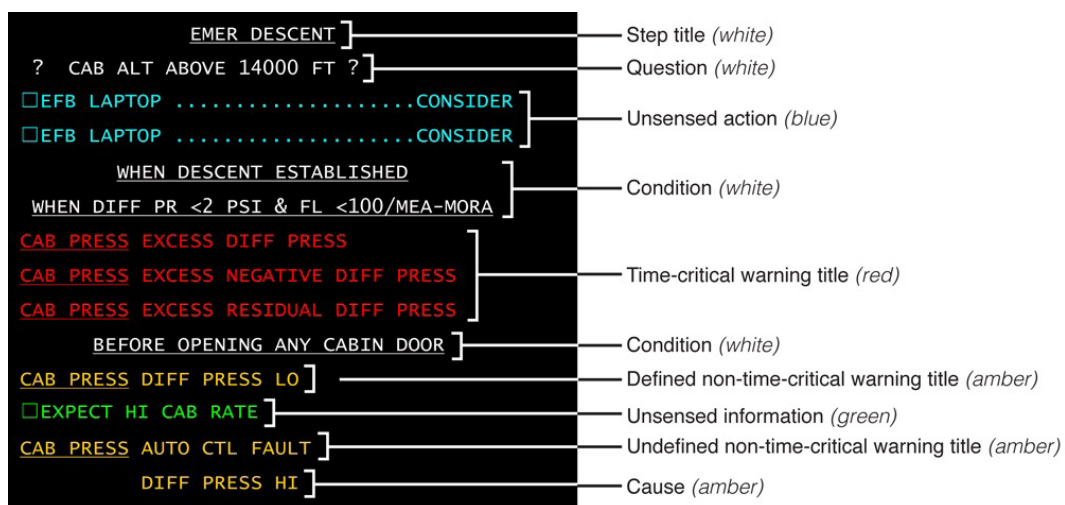 EMER DESCENT
Step title (white)
? CAB ALT ABOVE 14000 FT ?
Question (white)
☐EFB LAPTOP ....................CONSIDER
☐EFB LAPTOP ....................CONSIDER
Unsensed action (blue)
WHEN DESCENT ESTABLISHED
WHEN DIFF PR <2 PSI & FL <100/MEA-MORA
Condition (white)
CAB PRESS EXCESS DIFF PRESS
CAB PRESS EXCESS NEGATIVE DIFF PRESS
CAB PRESS EXCESS RESIDUAL DIFF PRESS
Time-critical warning title (red)
BEFORE OPENING ANY CABIN DOOR
Condition (white)
CAB PRESS DIFF PRESS LO
Defined non-time-critical warning title (amber)
☐EXPECT HI CAB RATE
Unsensed information (green)
CAB PRESS AUTO CTL FAULT
Undefined non-time-critical warning title (amber)
DIFF PRESS HI
Cause (amber)